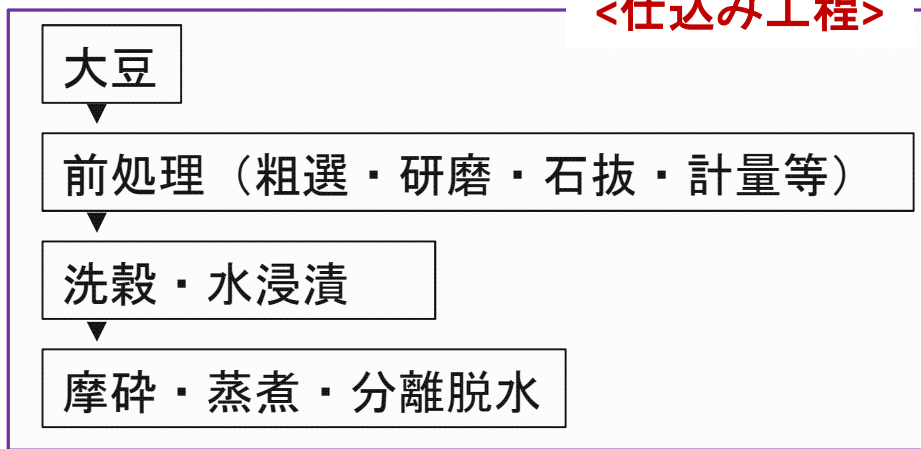 <仕込み工程>
大豆
前処理（粗選・研磨・石抜・計量等）
洗穀・水浸漬
摩砕・蒸煮・分離脱水